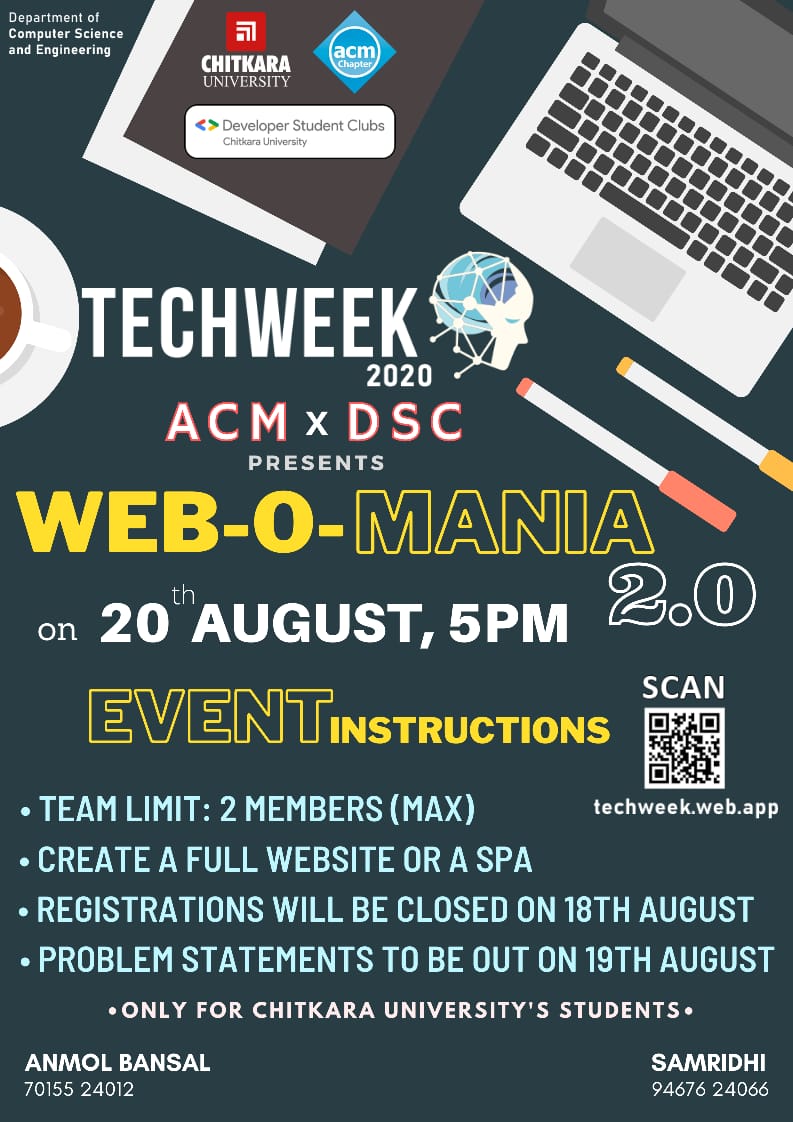 Department of
Computer Science
and Engineering
CHITKARA
UNIVERSITY
acm
Chapter
<> Developer Student Clubs
Chitkara University
TECHWEEK
2020
ACM x DSC
PRESENTS
WEB-O-MANIA
2.0
on 20th AUGUST, 5PM
EVENT INSTRUCTIONS
SCAN
techweek.web.app
• TEAM LIMIT: 2 MEMBERS (MAX)
• CREATE A FULL WEBSITE OR A SPA
• REGISTRATIONS WILL BE CLOSED ON 18TH AUGUST
• PROBLEM STATEMENTS TO BE OUT ON 19TH AUGUST
•ONLY FOR CHITKARA UNIVERSITY'S STUDENTS•
ANMOL BANSAL
70155 24012
SAMRIDHI
94676 24066